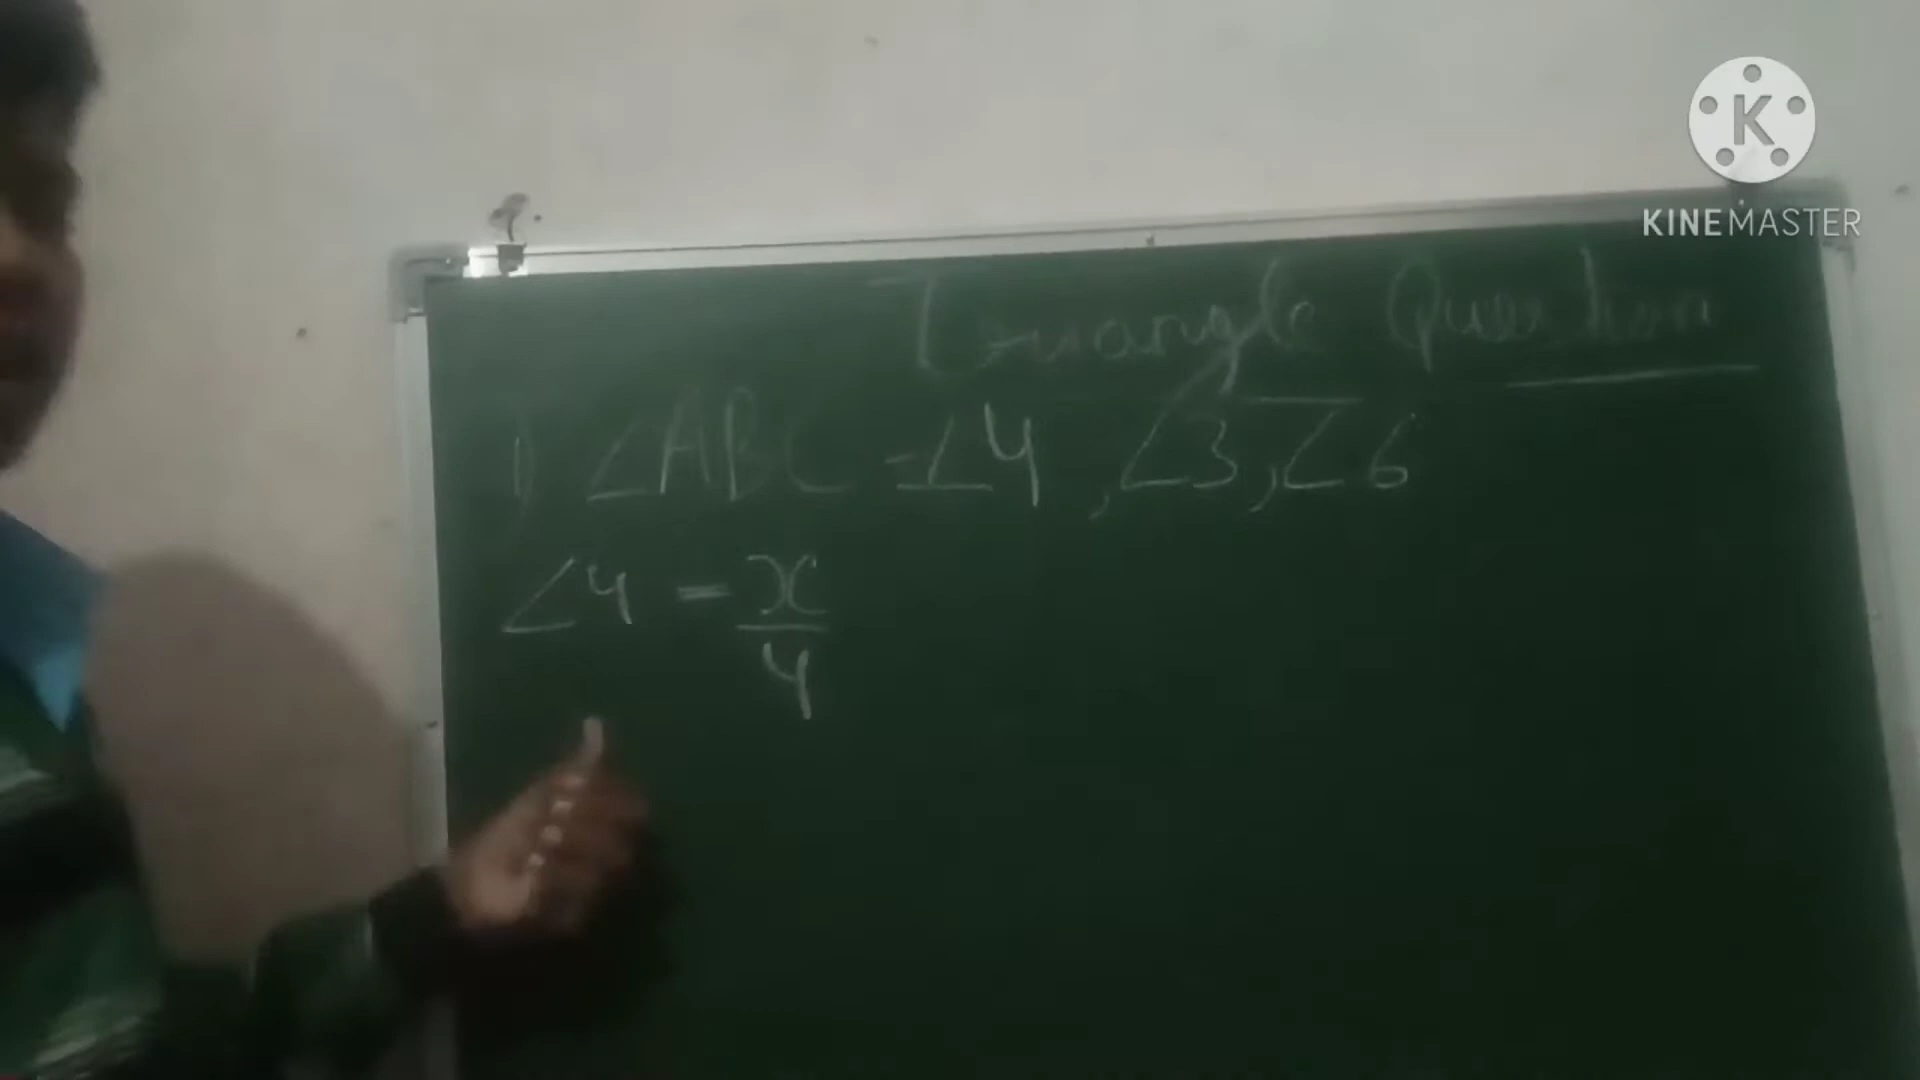 K
KINEMASTER
Triangle Question
1) ∠ABC = ∠4, ∠3, ∠6
∠4 = x
4